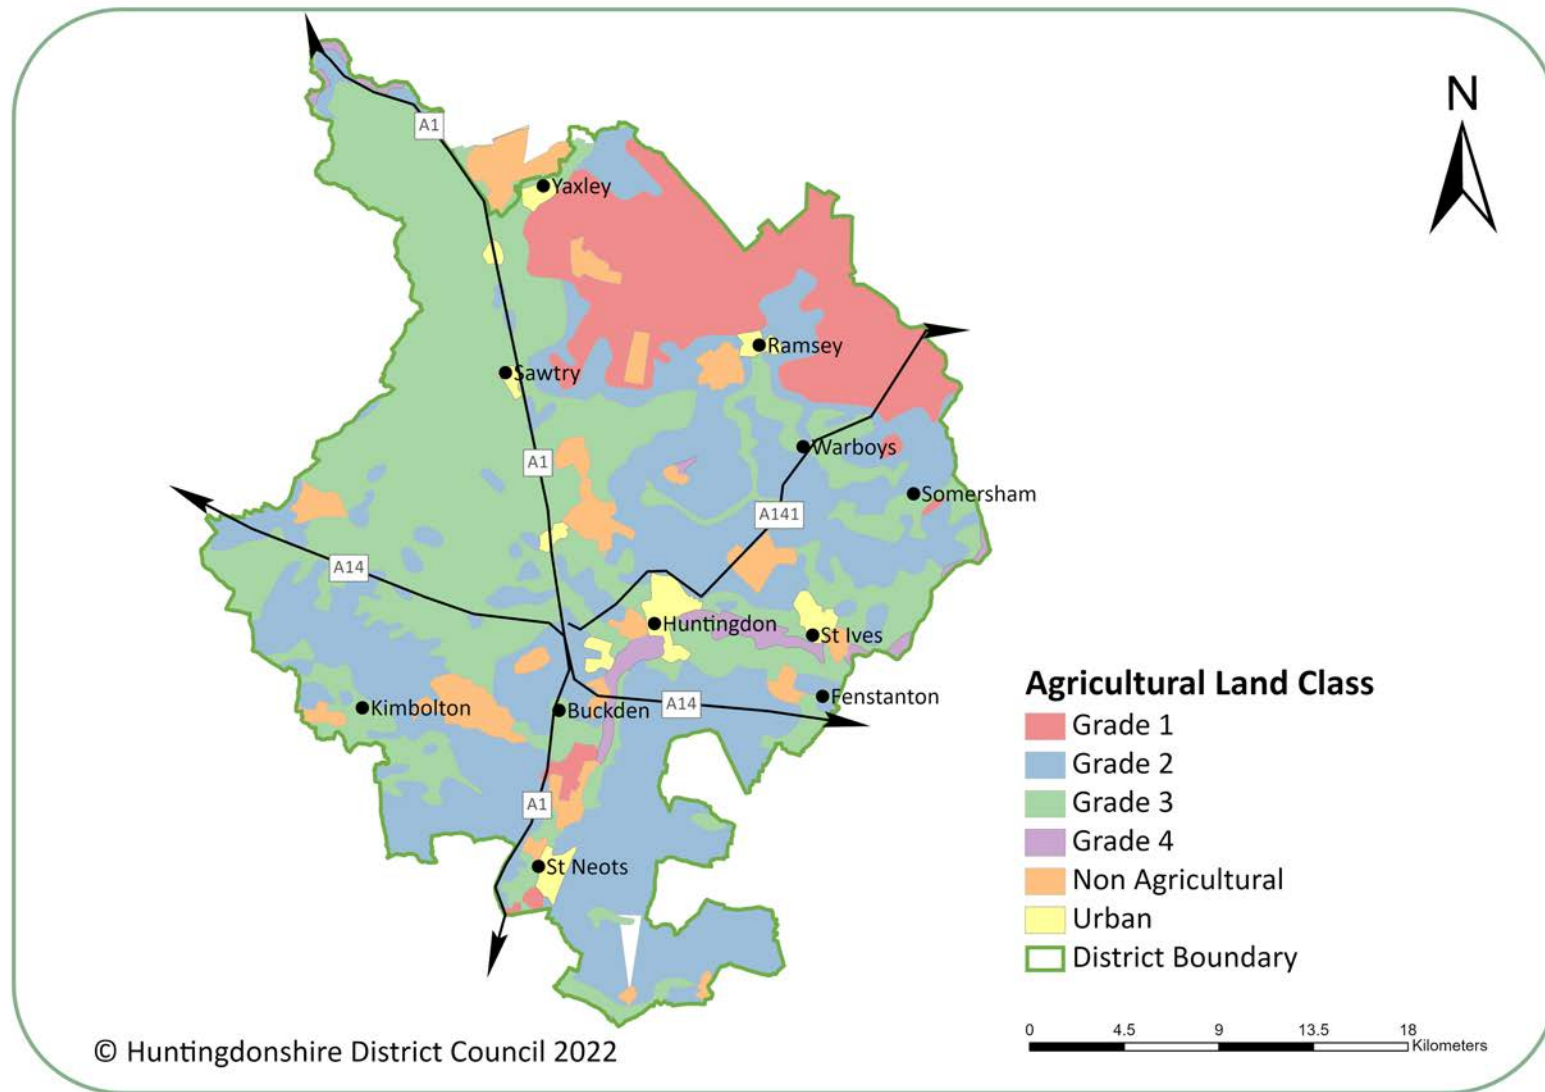 N
A1
Yaxley
Ramsey
Sawtry
Warboys
A1
Somersham
A141
A14
Huntingdon
St Ives
Fenstanton
Kimbolton
Buckden
A14
A1
St Neots
Agricultural Land Class
Grade 1
Grade 2
Grade 3
Grade 4
Non Agricultural
Urban
District Boundary
0 4.5 9 13.5 18
Kilometers
© Huntingdonshire District Council 2022